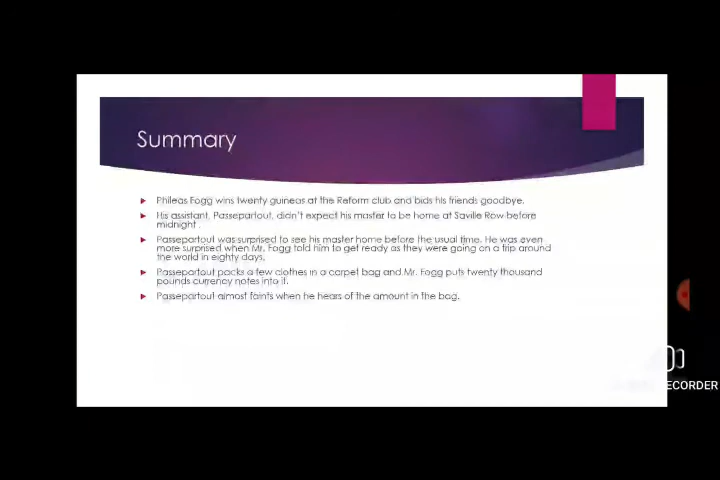 Summary
Phileas Fogg wins twenty guineas at the Reform club and bids his friends goodbye.
His assistant, Passepartout, didn't expect his master to be home at Saville Row before
midnight .
Passepartout was surprised to see his master home before the usual time. He was even
more surprised when Mr. Fogg told him to get ready as they were going on a trip around
the world in eighty days.
Passepartout packs a few clothes in a carpet bag and Mr. Fogg puts twenty thousand
pounds currency notes into it.
Passepartout almost faints when he hears of the amount in the bag.
ECORDER